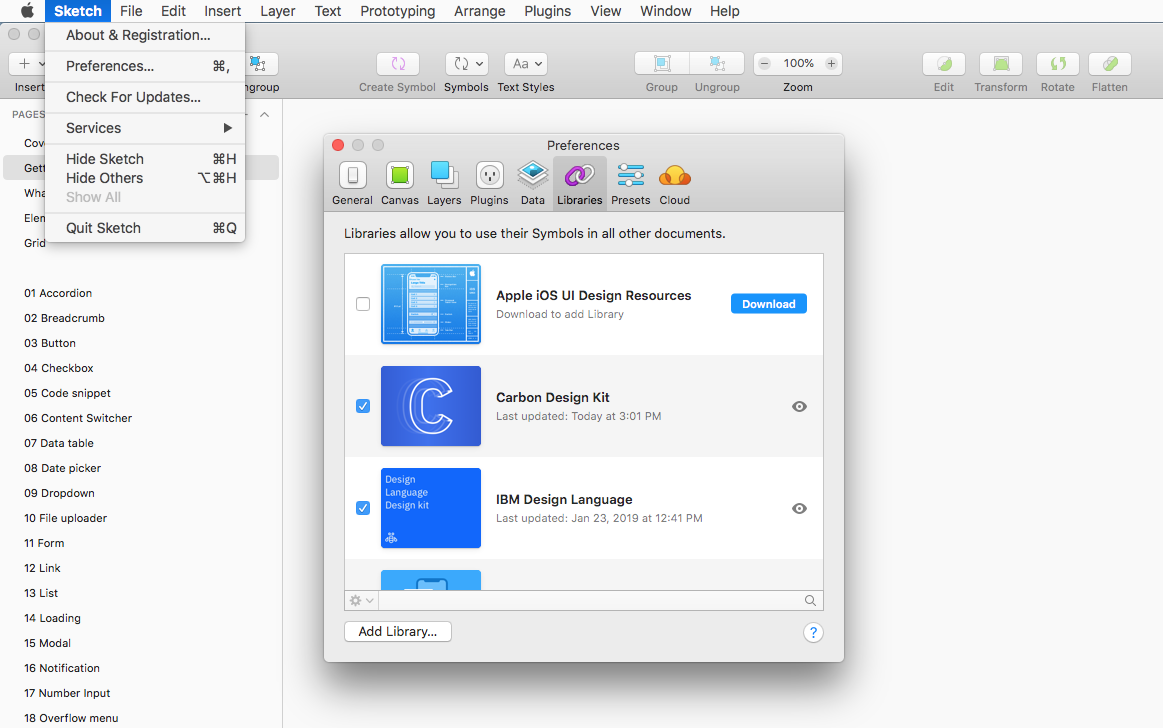 Sketch File Edit Insert Layer Text Prototyping Arrange Plugins View Window Help
About & Registration...
Preferences... ⌘,
Check For Updates...
Services ▶
Hide Sketch ⌘H
Hide Others ⌥⌘H
Show All
Quit Sketch ⌘Q
100%
Insert
Create Symbol Symbols Text Styles Group Ungroup Zoom Edit Transform Rotate Flatten
Aa
PAGES
Grid
01 Accordion
02 Breadcrumb
03 Button
04 Checkbox
05 Code snippet
06 Content Switcher
07 Data table
08 Date picker
09 Dropdown
10 File uploader
11 Form
12 Link
13 List
14 Loading
15 Modal
16 Notification
17 Number Input
18 Overflow menu
Preferences
General Canvas Layers Plugins Data Libraries Presets Cloud
Libraries allow you to use their Symbols in all other documents.
Apple iOS UI Design Resources
Download to add Library
Download
C
Carbon Design Kit
Last updated: Today at 3:01 PM
Design
Language
Design kit
IBM Design Language
Last updated: Jan 23, 2019 at 12:41 PM
Add Library...
?